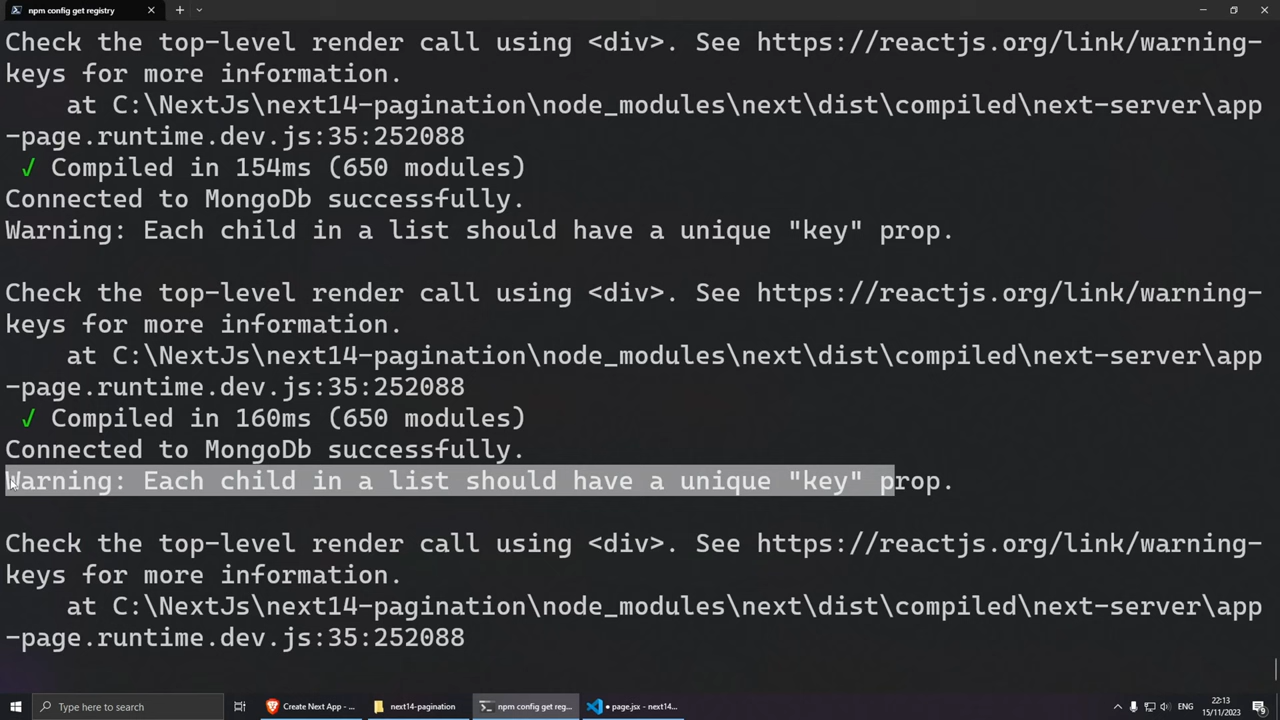 npm config get registry
Check the top-level render call using <div>. See https://reactjs.org/link/warning-
keys for more information.
    at C:\NextJs\next14-pagination\node_modules\next\dist\compiled\next-server\app
-page.runtime.dev.js:35:252088
✓ Compiled in 154ms (650 modules)
Connected to MongoDb successfully.
Warning: Each child in a list should have a unique "key" prop.
Check the top-level render call using <div>. See https://reactjs.org/link/warning-
keys for more information.
    at C:\NextJs\next14-pagination\node_modules\next\dist\compiled\next-server\app
-page.runtime.dev.js:35:252088
✓ Compiled in 160ms (650 modules)
Connected to MongoDb successfully.
Warning: Each child in a list should have a unique "key" prop.
Check the top-level render call using <div>. See https://reactjs.org/link/warning-
keys for more information.
    at C:\NextJs\next14-pagination\node_modules\next\dist\compiled\next-server\app
-page.runtime.dev.js:35:252088
Type here to search
Create Next App - ...
next14-pagination
npm config get reg...
● page.jsx - next14...
ENG
22:13
15/11/2023